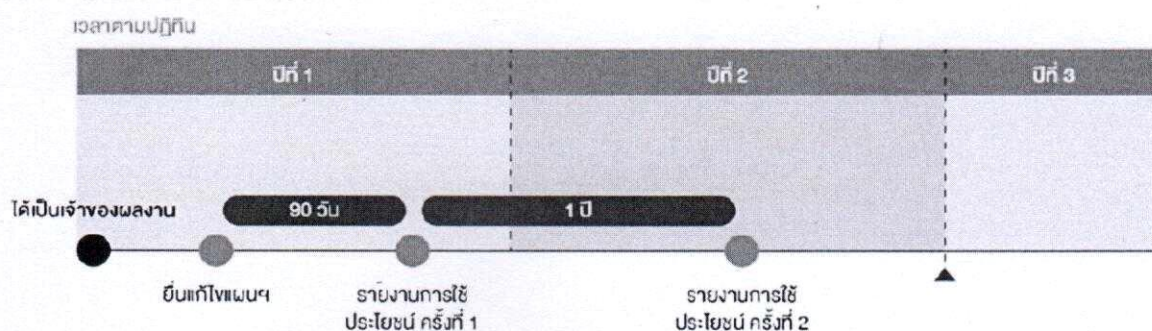 เวลาตามปฏิทิน
ปีที่ 1 ปีที่ 2 ปีที่ 3
ได้เป็นเจ้าของผลงาน 90 วัน 1 ปี
ยื่นแก้ไขแผนฯ
รายงานการใช้
ประโยชน์ ครั้งที่ 1
รายงานการใช้
ประโยชน์ ครั้งที่ 2